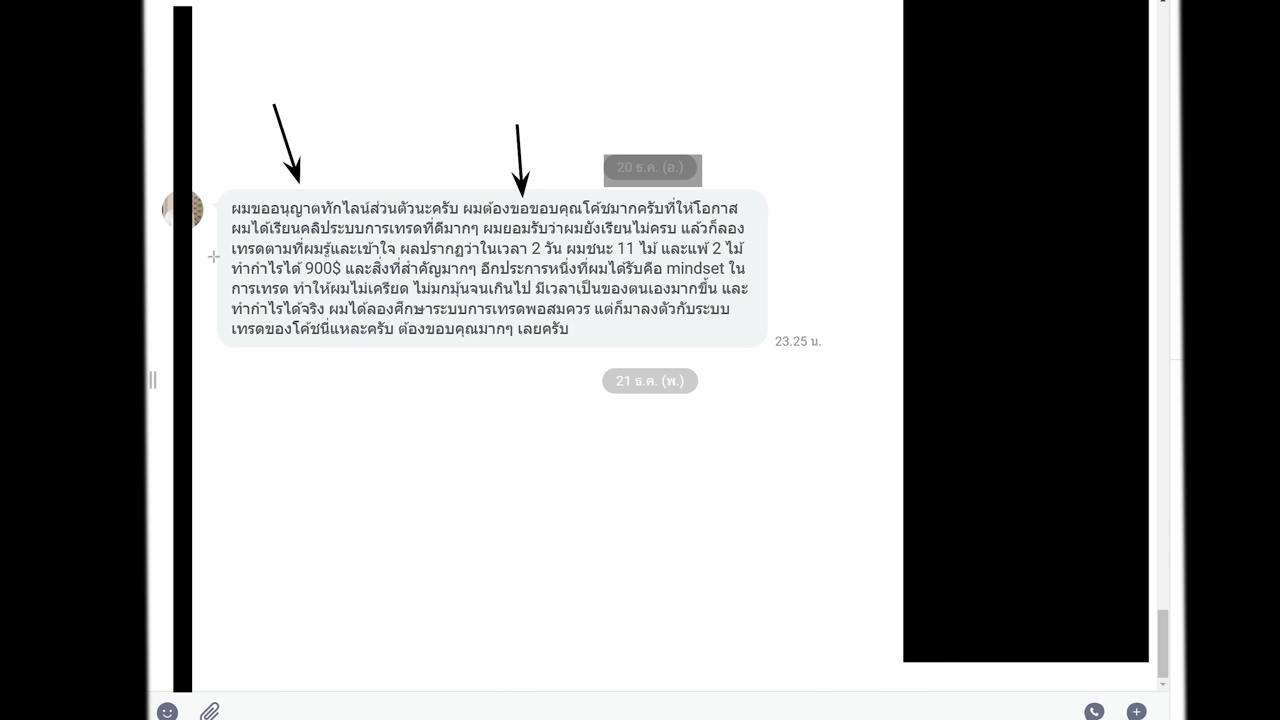 20 ธ.ค. (อ.)
ผมขออนุญาตทักไลน์ส่วนตัวนะครับ ผมต้องขอขอบคุณโค้ชมากครับที่ให้โอกาส
ผมได้เรียนคลิประบบการเทรดที่ดีมากๆ ผมยอมรับว่าผมยังเรียนไม่ครบ แล้วก็ลอง
เทรดตามที่ผมรู้และเข้าใจ ผลปรากฏว่าในเวลา 2 วัน ผมชนะ 11 ไม้ และแพ้ 2 ไม้
ทำกำไรได้ 900$ และสิ่งที่สำคัญมากๆ อีกประการหนึ่งที่ผมได้รับคือ mindset ใน
การเทรด ทำให้ผมไม่เครียด ไม่มกมุ้นจนเกินไป มีเวลาเป็นของตนเองมากขึ้น และ
ทำกำไรได้จริง ผมได้ลองศึกษาระบบการเทรดพอสมควร แต่ก็มาลงตัวกับระบบ
เทรดของโค้ชนี่แหละครับ ต้องขอบคุณมากๆ เลยครับ
23.25 น.
21 ธ.ค. (พ.)